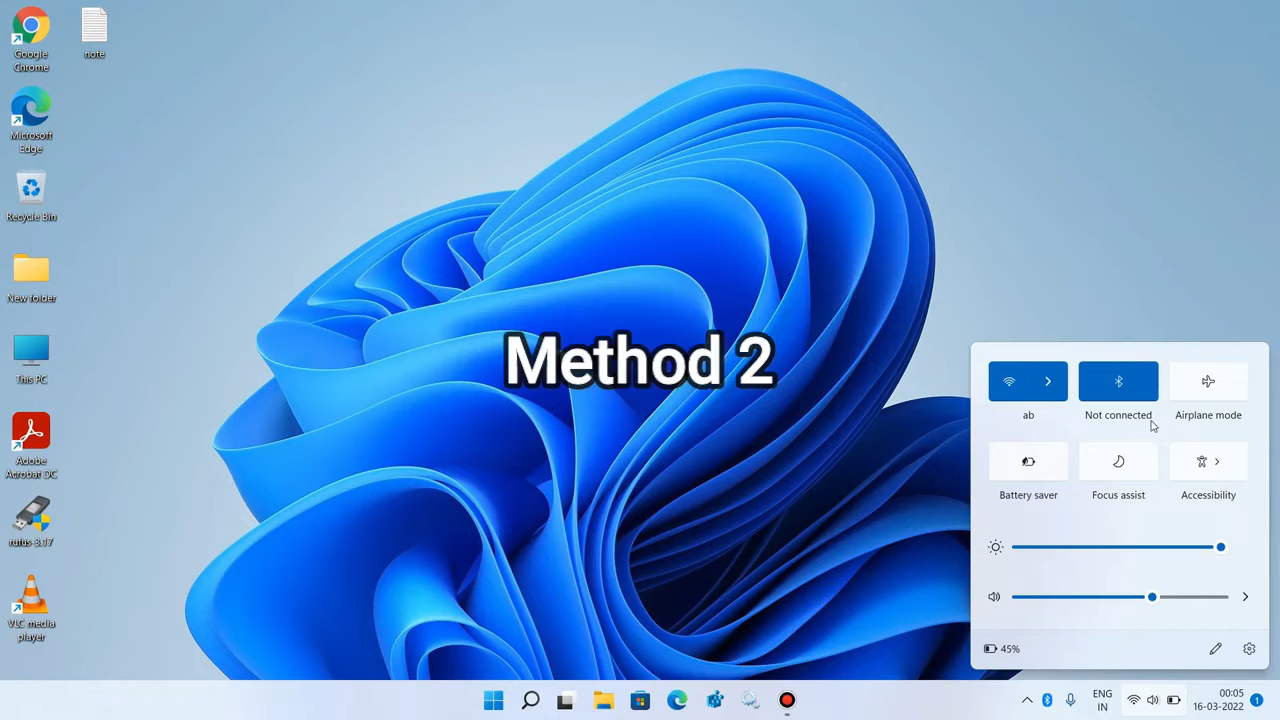 Google
Chrome
note
Microsoft
Edge
Recycle Bin
New folder
This PC
Adobe
Acrobat DC
rufus-3.17
VLC media
player
Method 2
ab
Not connected
Airplane mode
Battery saver
Focus assist
Accessibility
45%
ENG
IN
00:05
16-03-2022
1